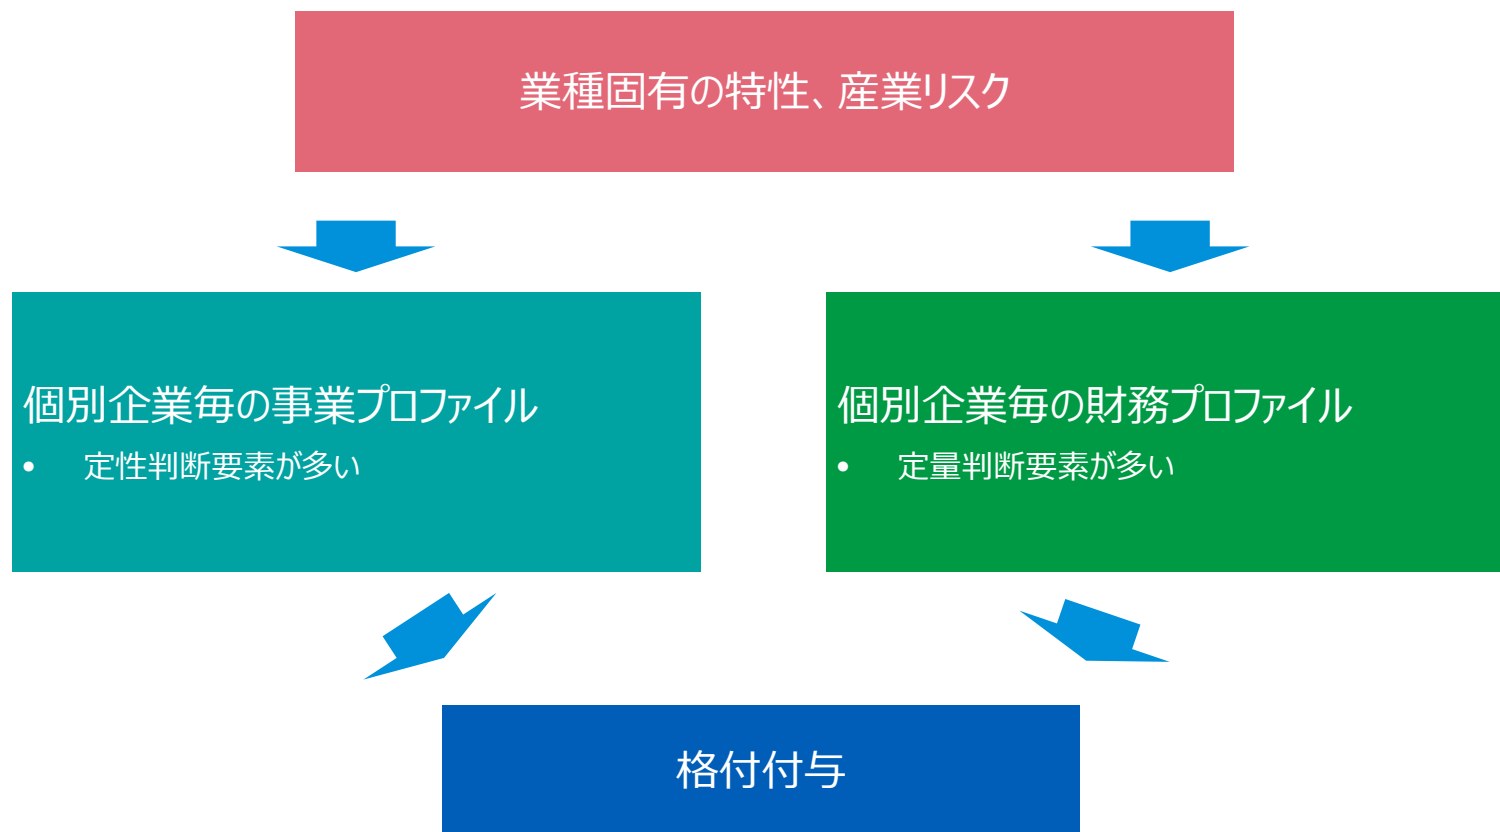 業種固有の特性、産業リスク
個別企業毎の事業プロファイル
• 定性判断要素が多い
個別企業毎の財務プロファイル
• 定量判断要素が多い
格付付与